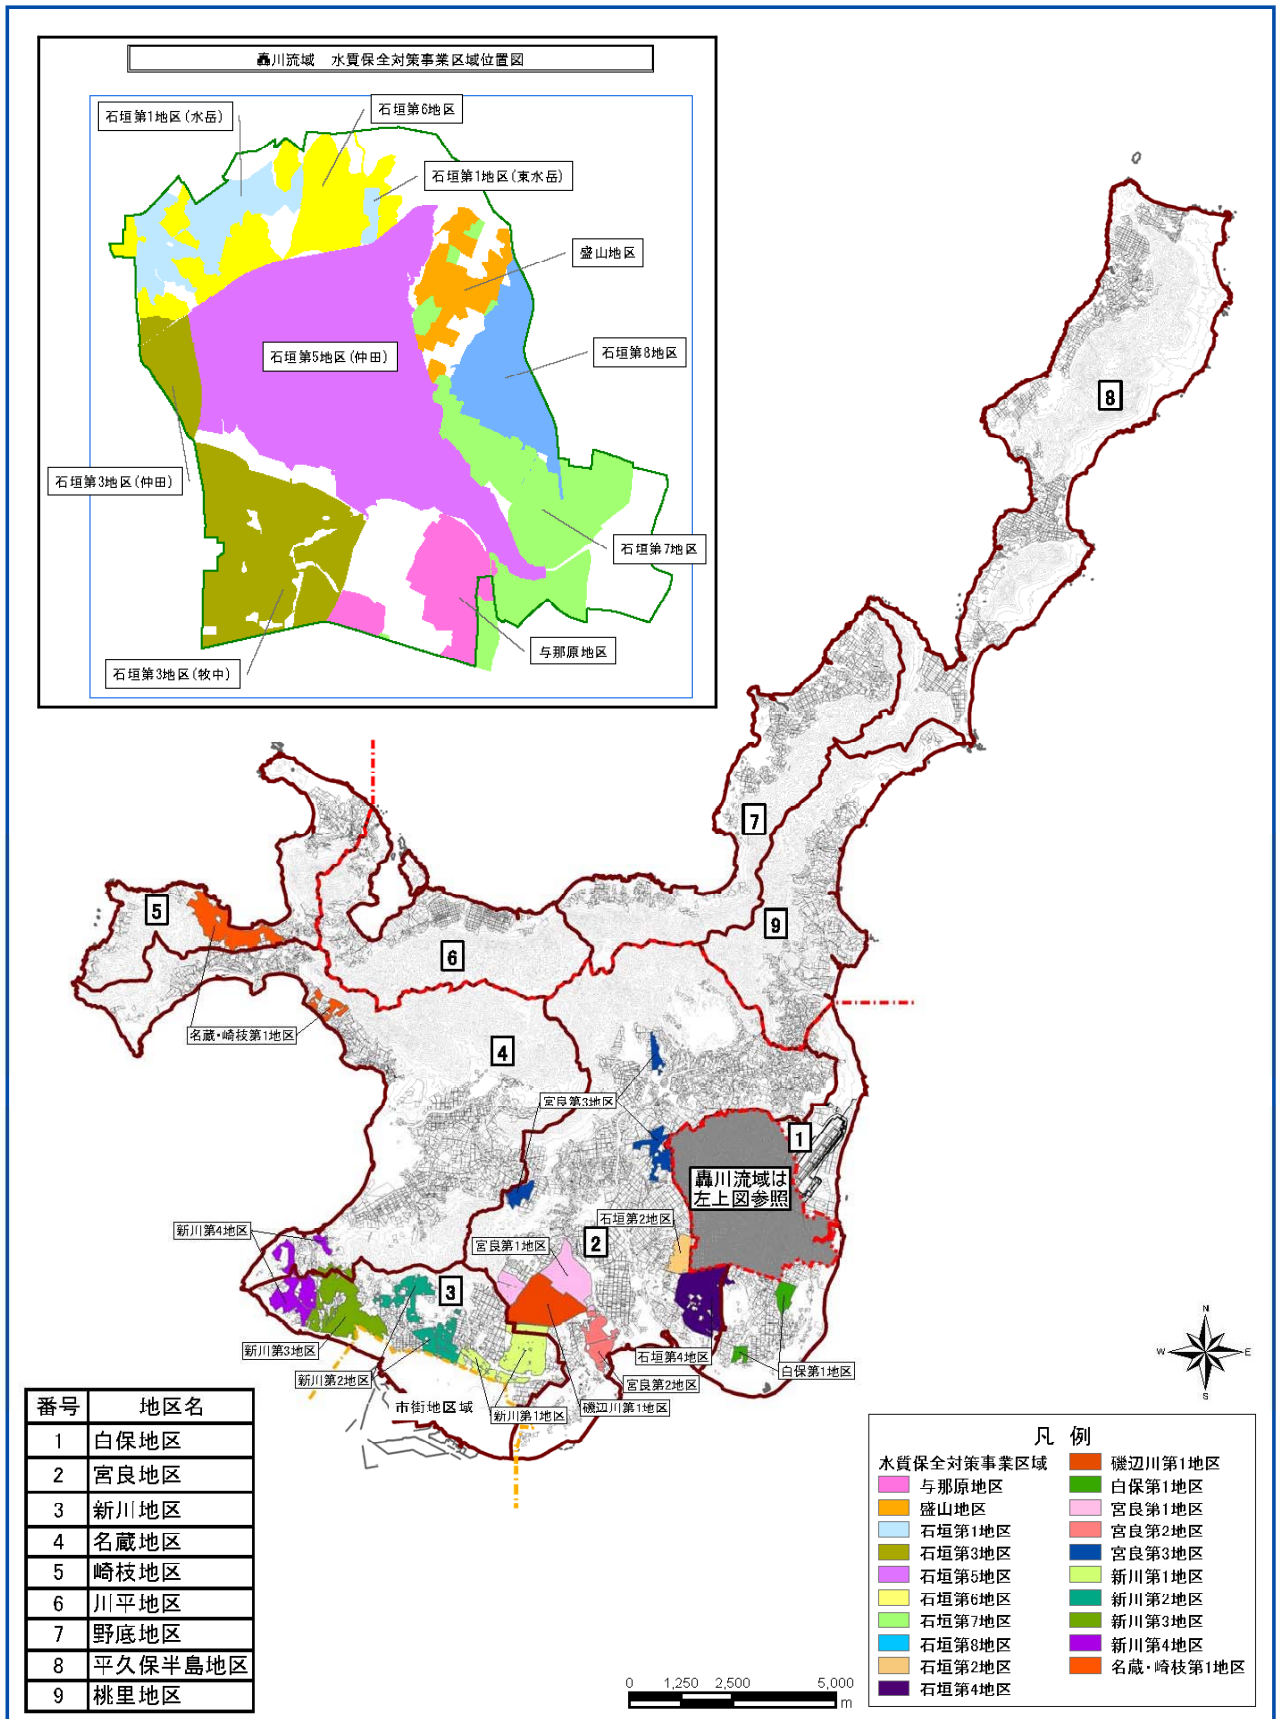 轟川流域 水質保全対策事業区域位置図
石垣第1地区(水岳)
石垣第6地区
石垣第1地区(東水岳)
盛山地区
石垣第5地区(仲田)
石垣第8地区
石垣第3地区(仲田)
石垣第7地区
与那原地区
石垣第3地区(牧中)
8
7
5
9
6
名蔵・崎枝第1地区
4
宮良第3地区
1
轟川流域は
左上図参照
石垣第2地区
新川第4地区
宮良第1地区
2
3
新川第3地区
新川第2地区
石垣第4地区
白保第1地区
宮良第2地区
市街地区域
新川第1地区
磯辺川第1地区
N
W
E
S
番号 地区名
1 白保地区
2 宮良地区
3 新川地区
4 名蔵地区
5 崎枝地区
6 川平地区
7 野底地区
8 平久保半島地区
9 桃里地区
凡 例
水質保全対策事業区域
与那原地区
盛山地区
石垣第1地区
石垣第3地区
石垣第5地区
石垣第6地区
石垣第7地区
石垣第8地区
石垣第2地区
石垣第4地区
磯辺川第1地区
白保第1地区
宮良第1地区
宮良第2地区
宮良第3地区
新川第1地区
新川第2地区
新川第3地区
新川第4地区
名蔵・崎枝第1地区
0 1,250 2,500 5,000
m